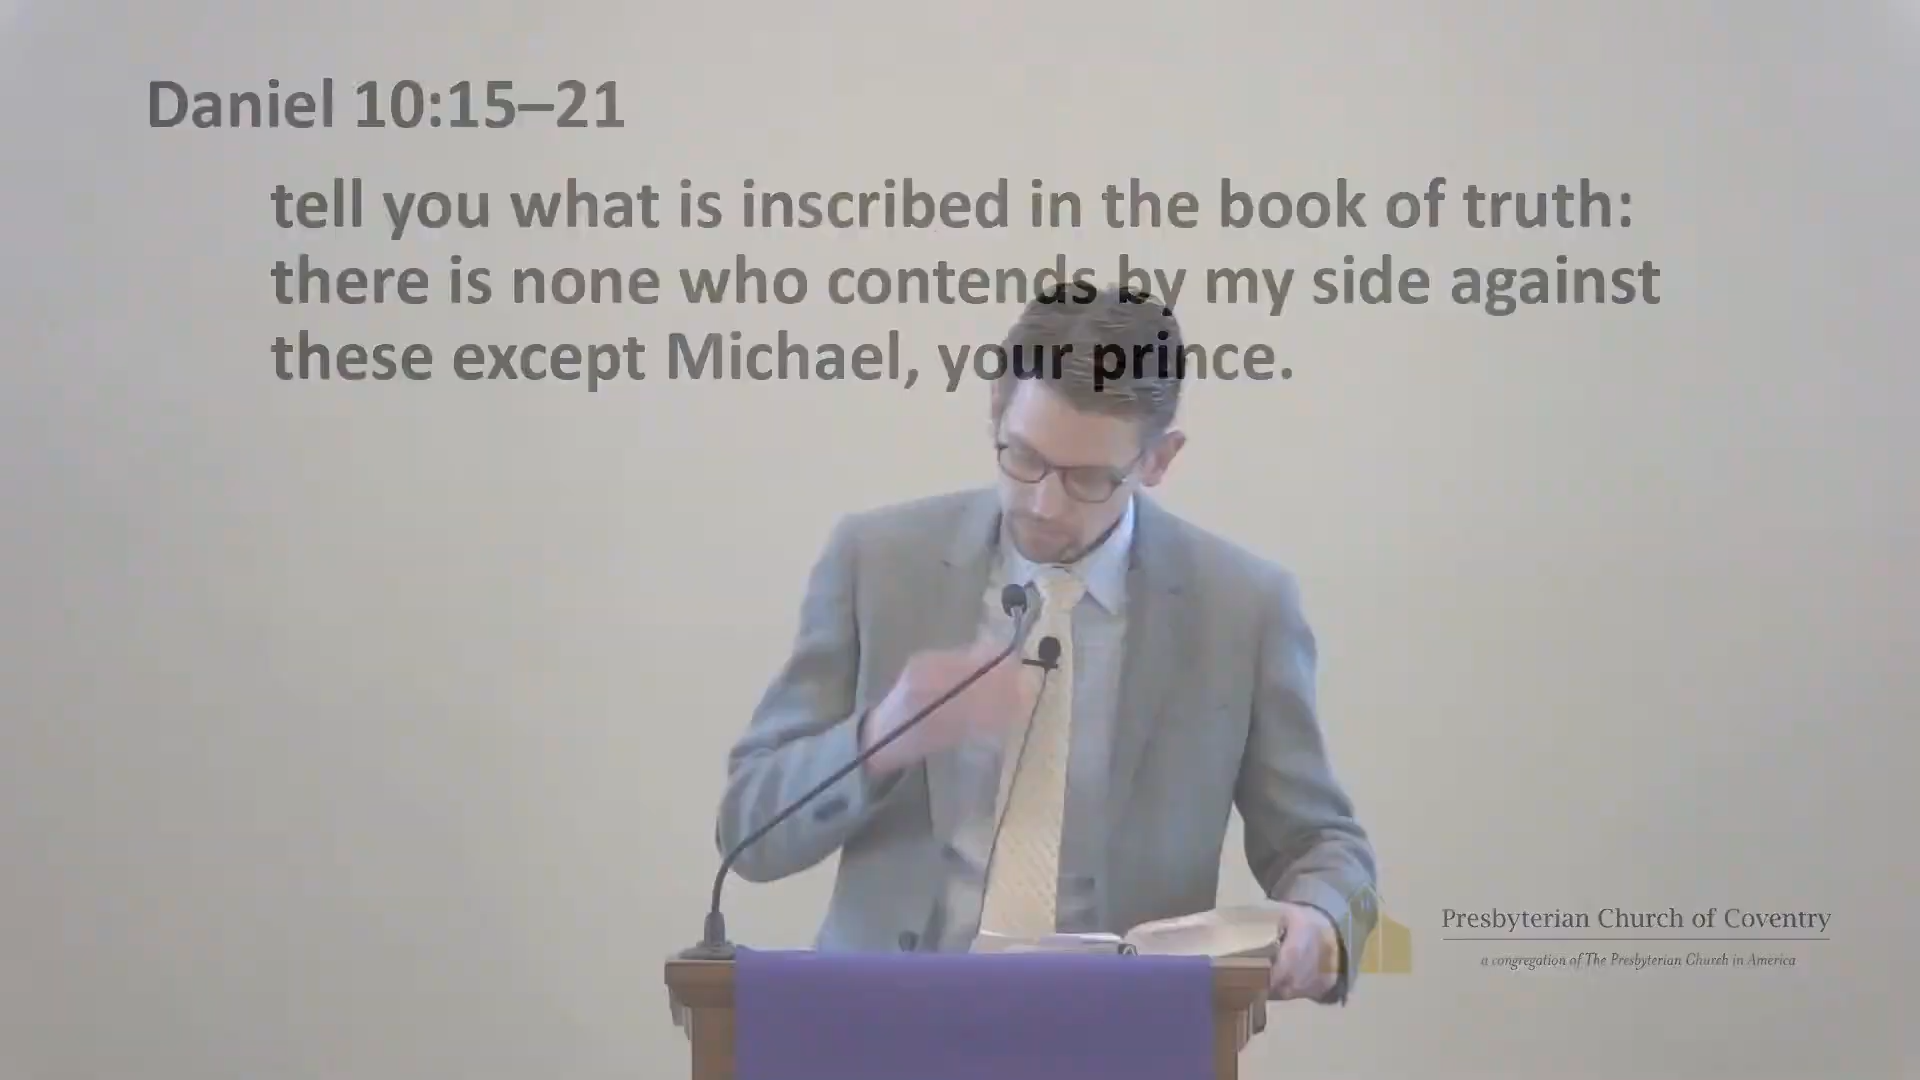 Daniel 10:15–21
tell you what is inscribed in the book of truth:
there is none who contends by my side against
these except Michael, your prince.
Presbyterian Church of Coventry
a congregation of The Presbyterian Church in America